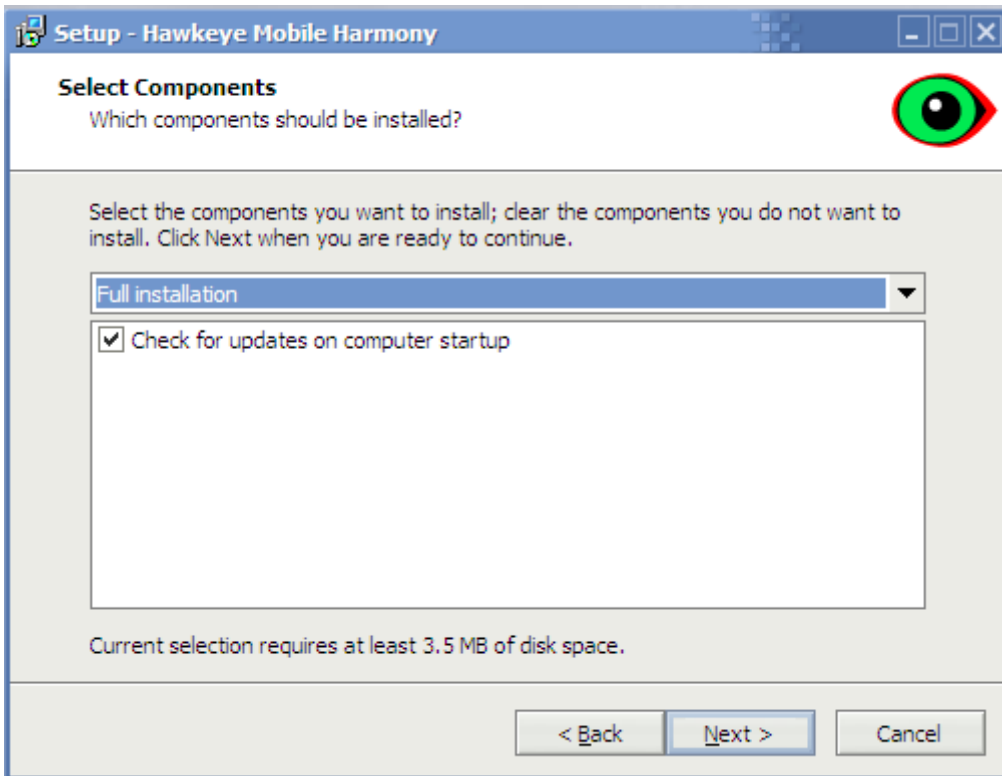 Setup - Hawkeye Mobile Harmony
Select Components
Which components should be installed?
Select the components you want to install; clear the components you do not want to
install. Click Next when you are ready to continue.
Full installation
Check for updates on computer startup
Current selection requires at least 3.5 MB of disk space.
< Back Next > Cancel